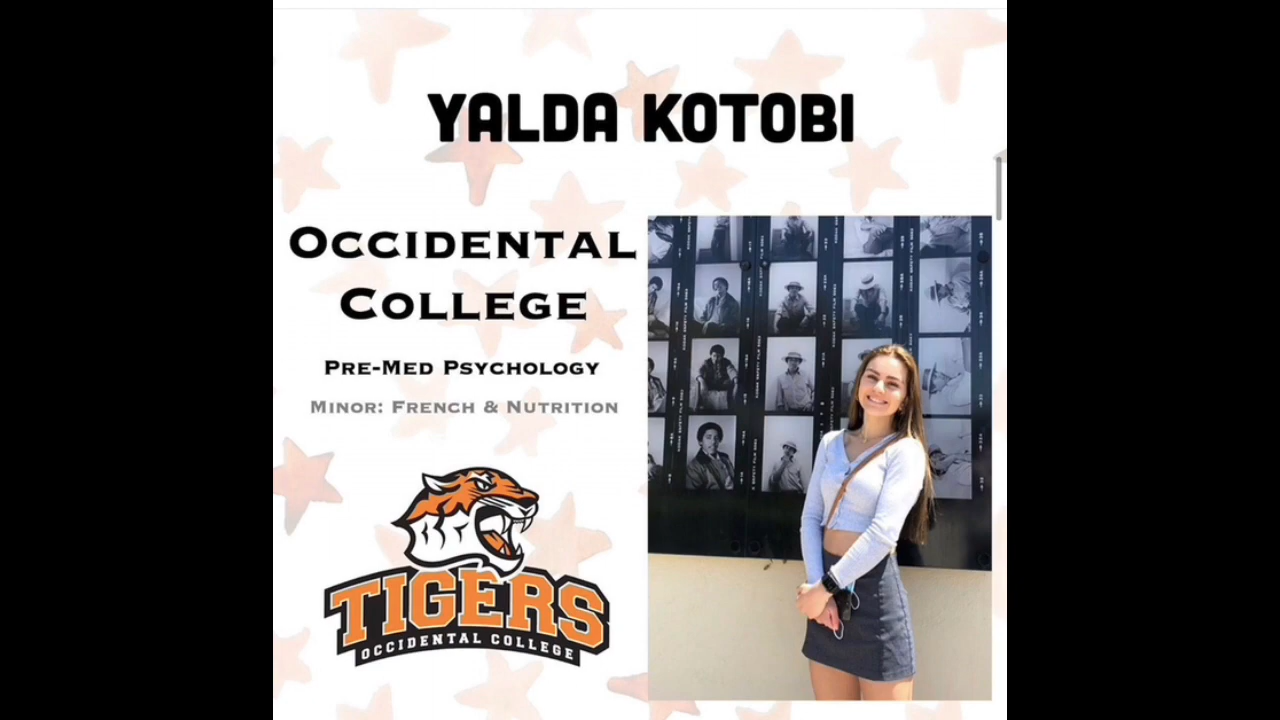 YALDA KOTOBI
OCCIDENTAL
COLLEGE
PRE-MED PSYCHOLOGY
MINOR: FRENCH & NUTRITION
TIGERS
OCCIDENTAL COLLEGE